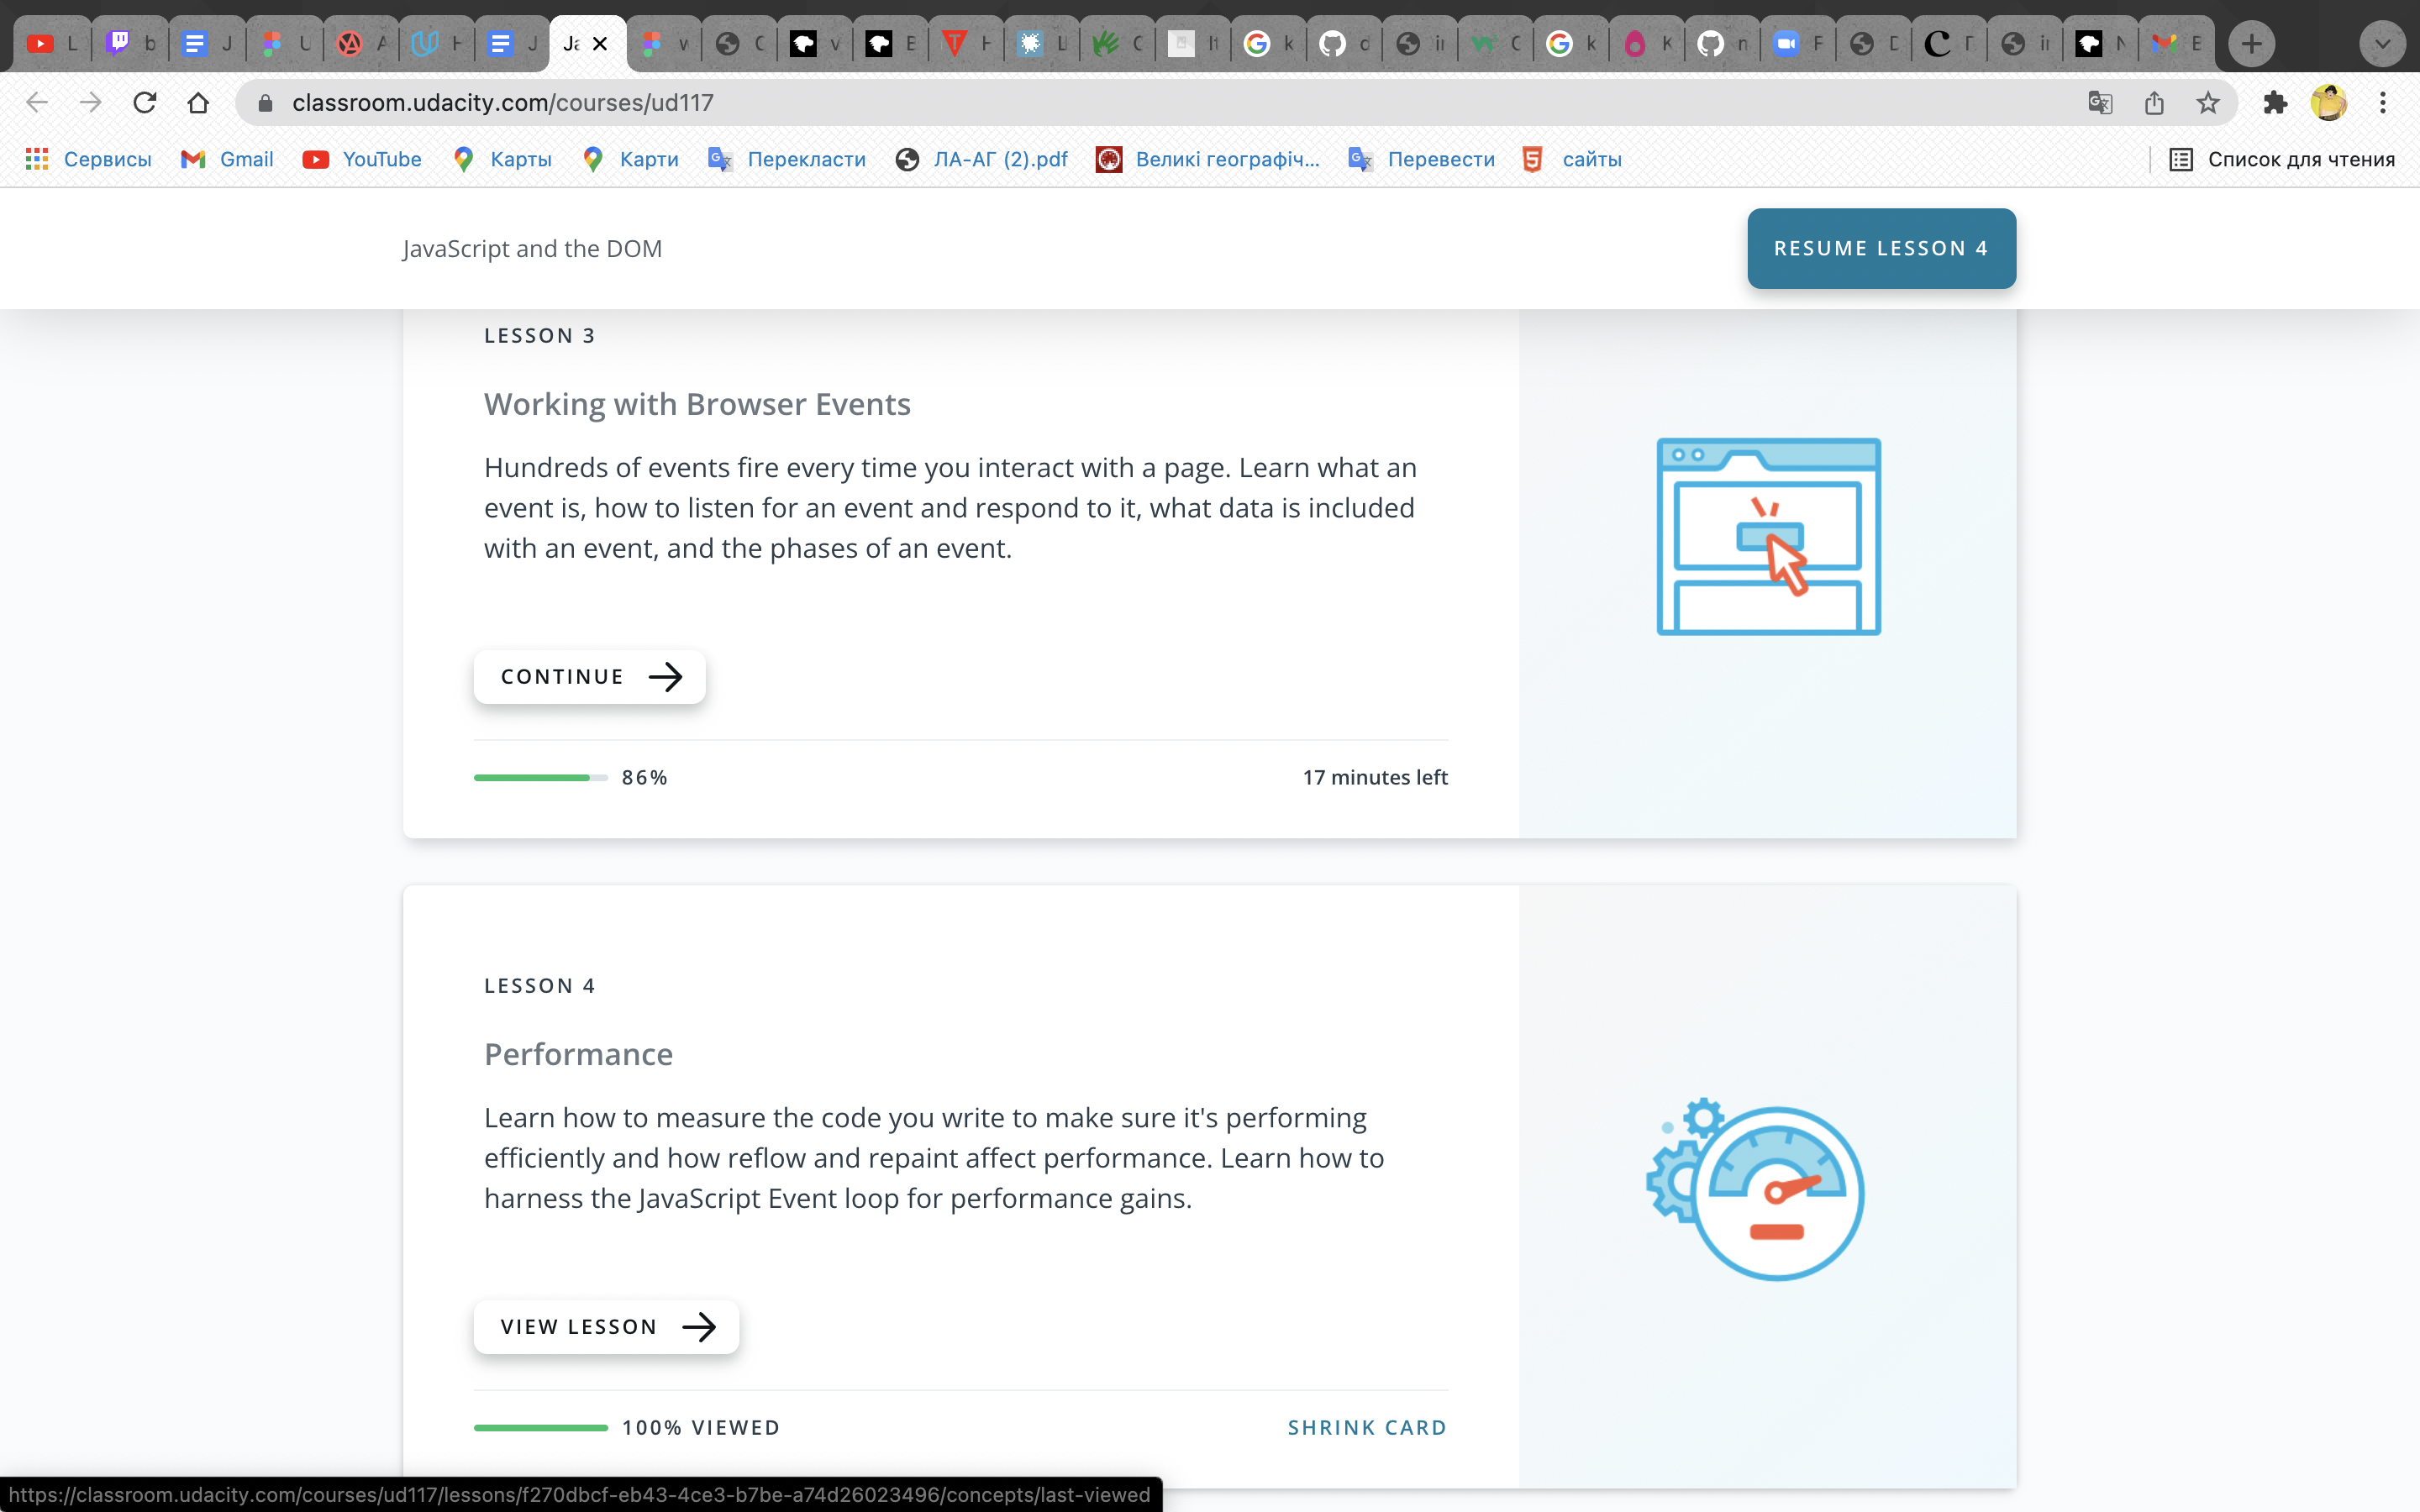 classroom.udacity.com/courses/ud117
Сервисы Gmail YouTube Карты Карти Перекласти ЛА-АГ (2).pdf Великі географіч... Перевести сайты Список для чтения
JavaScript and the DOM
RESUME LESSON 4
LESSON 3
Working with Browser Events
Hundreds of events fire every time you interact with a page. Learn what an
event is, how to listen for an event and respond to it, what data is included
with an event, and the phases of an event.
CONTINUE
86% 17 minutes left
LESSON 4
Performance
Learn how to measure the code you write to make sure it's performing
efficiently and how reflow and repaint affect performance. Learn how to
harness the JavaScript Event loop for performance gains.
VIEW LESSON
100% VIEWED SHRINK CARD
https://classroom.udacity.com/courses/ud117/lessons/f270dbcf-eb43-4ce3-b7be-a74d26023496/concepts/last-viewed